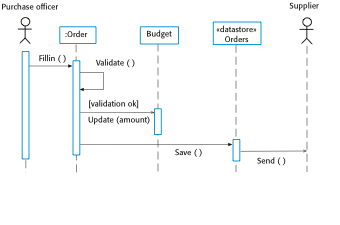 Purchase officer
Supplier
:Order
Budget
«datastore»
Orders
Fillin ( )
Validate ( )
[validation ok]
Update (amount)
Save ( )
Send ( )